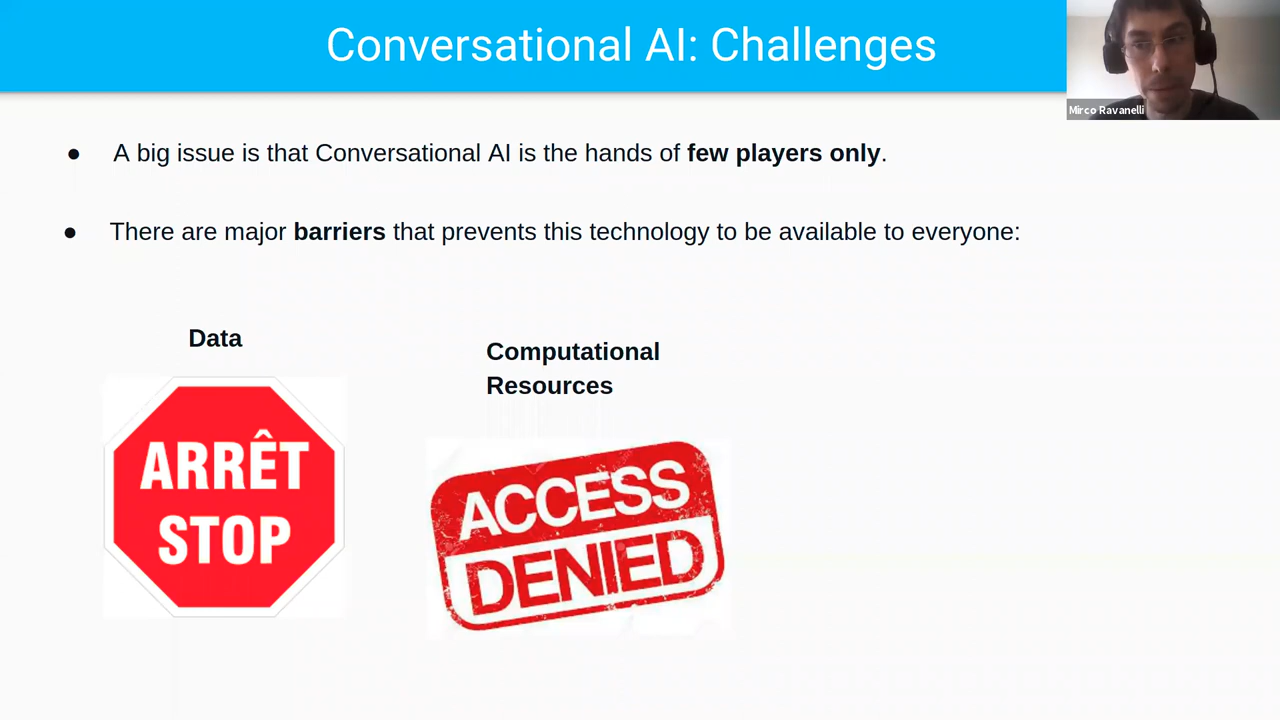 Conversational AI: Challenges
Mirco Ravanelli
● A big issue is that Conversational AI is the hands of few players only.
● There are major barriers that prevents this technology to be available to everyone:
Data
Computational
Resources
ARRÊT
STOP
ACCESS
DENIED